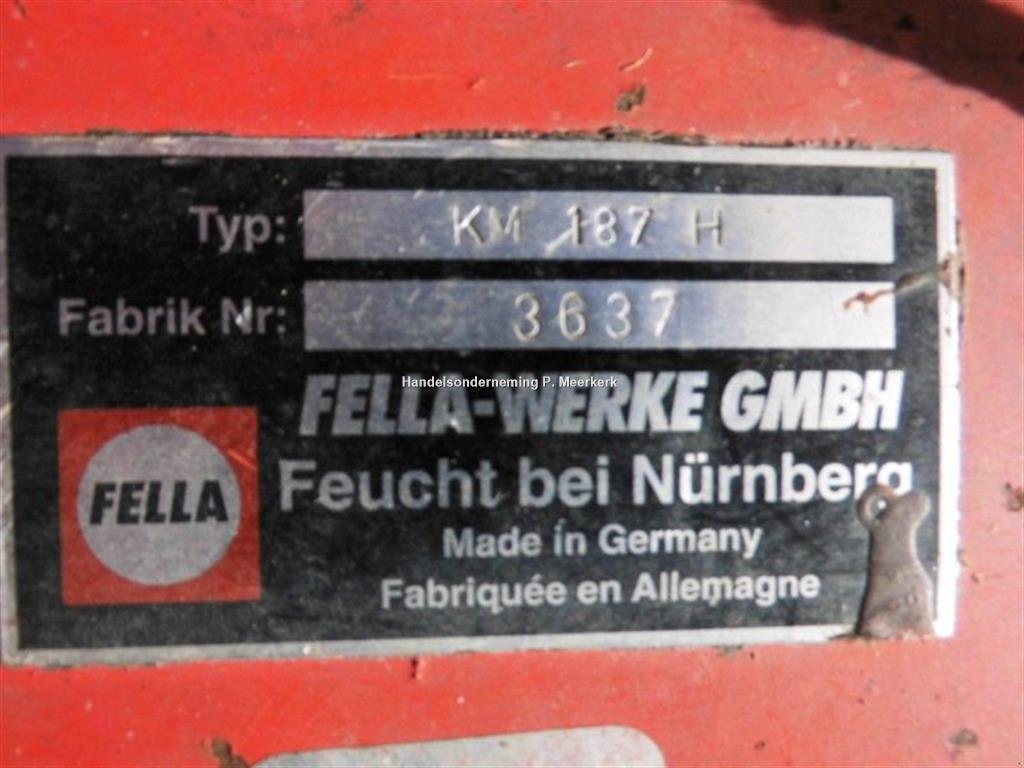 Typ: KM 187 H
Fabrik Nr: 3637
Handelsonderneming P. Meerkerk
FELLA-WERKE GMBH
FELLA
Feucht bei Nürnberg
Made in Germany
Fabriquée en Allemagne